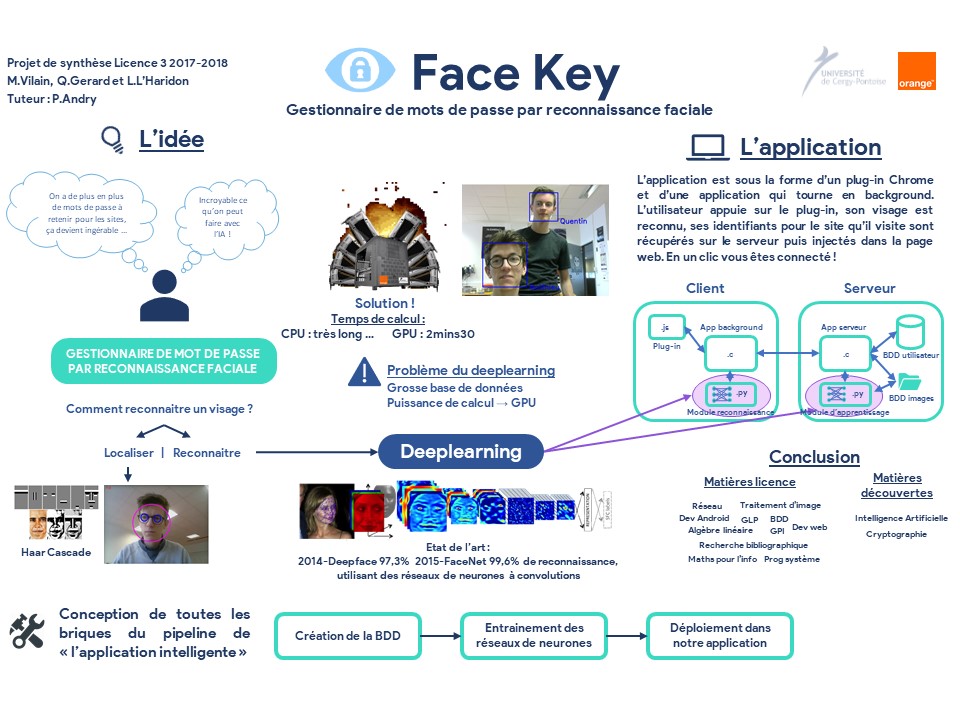 Projet de synthèse Licence 3 2017-2018
M.Vilain, Q.Gerard et L.L'Haridon
Tuteur : P.Andry
Face Key
Gestionnaire de mots de passe par reconnaissance faciale
UNIVERSITÉ
de Cergy-Pontoise
orange
L'idée
On a de plus en plus
de mots de passe à
retenir pour les sites,
ça devient ingérable ...
Incroyable ce
qu'on peut
faire avec
l'IA !
GESTIONNAIRE DE MOT DE PASSE
PAR RECONNAISSANCE FACIALE
Comment reconnaitre un visage ?
Localiser | Reconnaitre
Haar Cascade
Quentin
Solution !
Temps de calcul :
CPU : très long ... GPU : 2mins30
Problème du deeplearning
Grosse base de données
Puissance de calcul → GPU
Deeplearning
Etat de l'art :
2014-Deepface 97,3% 2015-FaceNet 99,6% de reconnaissance,
utilisant des réseaux de neurones à convolutions
L'application
L'application est sous la forme d'un plug-in Chrome
et d'une application qui tourne en background.
L'utilisateur appuie sur le plug-in, son visage est
reconnu, ses identifiants pour le site qu'il visite sont
récupérés sur le serveur puis injectés dans la page
web. En un clic vous êtes connecté !
Client
Serveur
.js
Plug-in
App background
.c
.py
Module reconnaissance
App serveur
.c
.py
Module d'apprentissage
BDD utilisateur
BDD images
Conclusion
Matières licence
Réseau
Traitement d'image
Dev Android
GLP
BDD
Dev web
Algèbre linéaire
GPI
Recherche bibliographique
Maths pour l'info
Prog système
Matières
découvertes
Intelligence Artificielle
Cryptographie
Conception de toutes les
briques du pipeline de
« l'application intelligente »
Création de la BDD
Entrainement des
réseaux de neurones
Déploiement dans
notre application